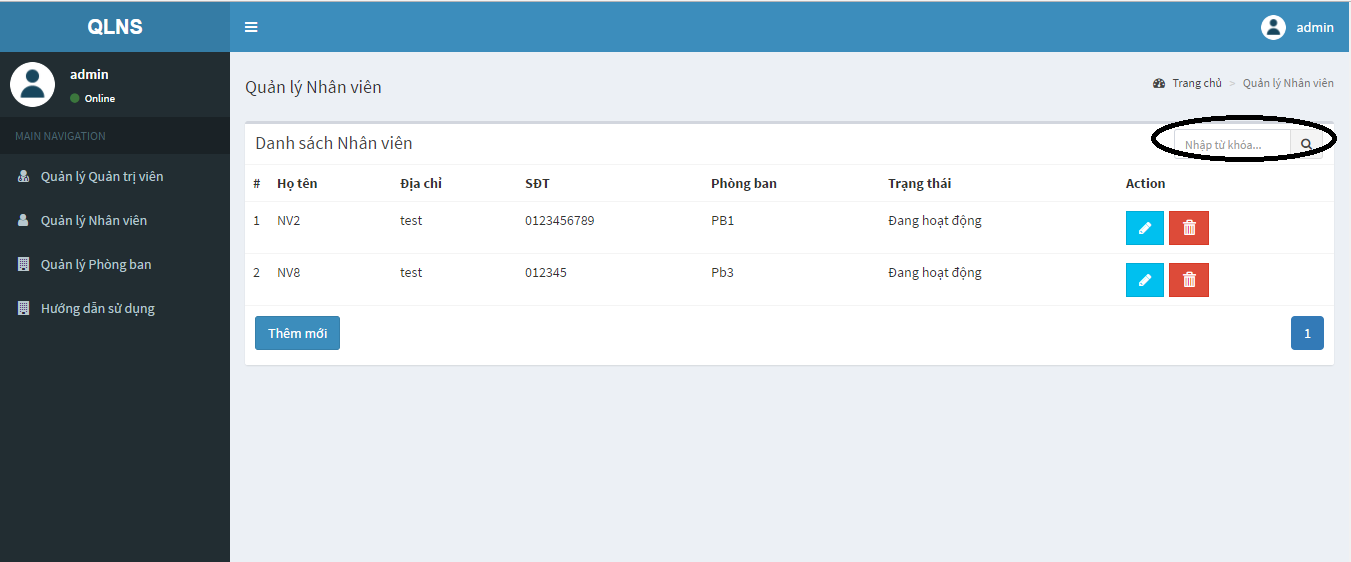 QLNS
admin
admin
Online
MAIN NAVIGATION
Quản lý Quản trị viên
Quản lý Nhân viên
Quản lý Phòng ban
Hướng dẫn sử dụng
Quản lý Nhân viên
Trang chủ > Quản lý Nhân viên
Danh sách Nhân viên
Nhập từ khóa...
# Họ tên Địa chỉ SĐT Phòng ban Trạng thái Action
1 NV2 test 0123456789 PB1 Đang hoạt động
2 NV8 test 012345 Pb3 Đang hoạt động
Thêm mới
1